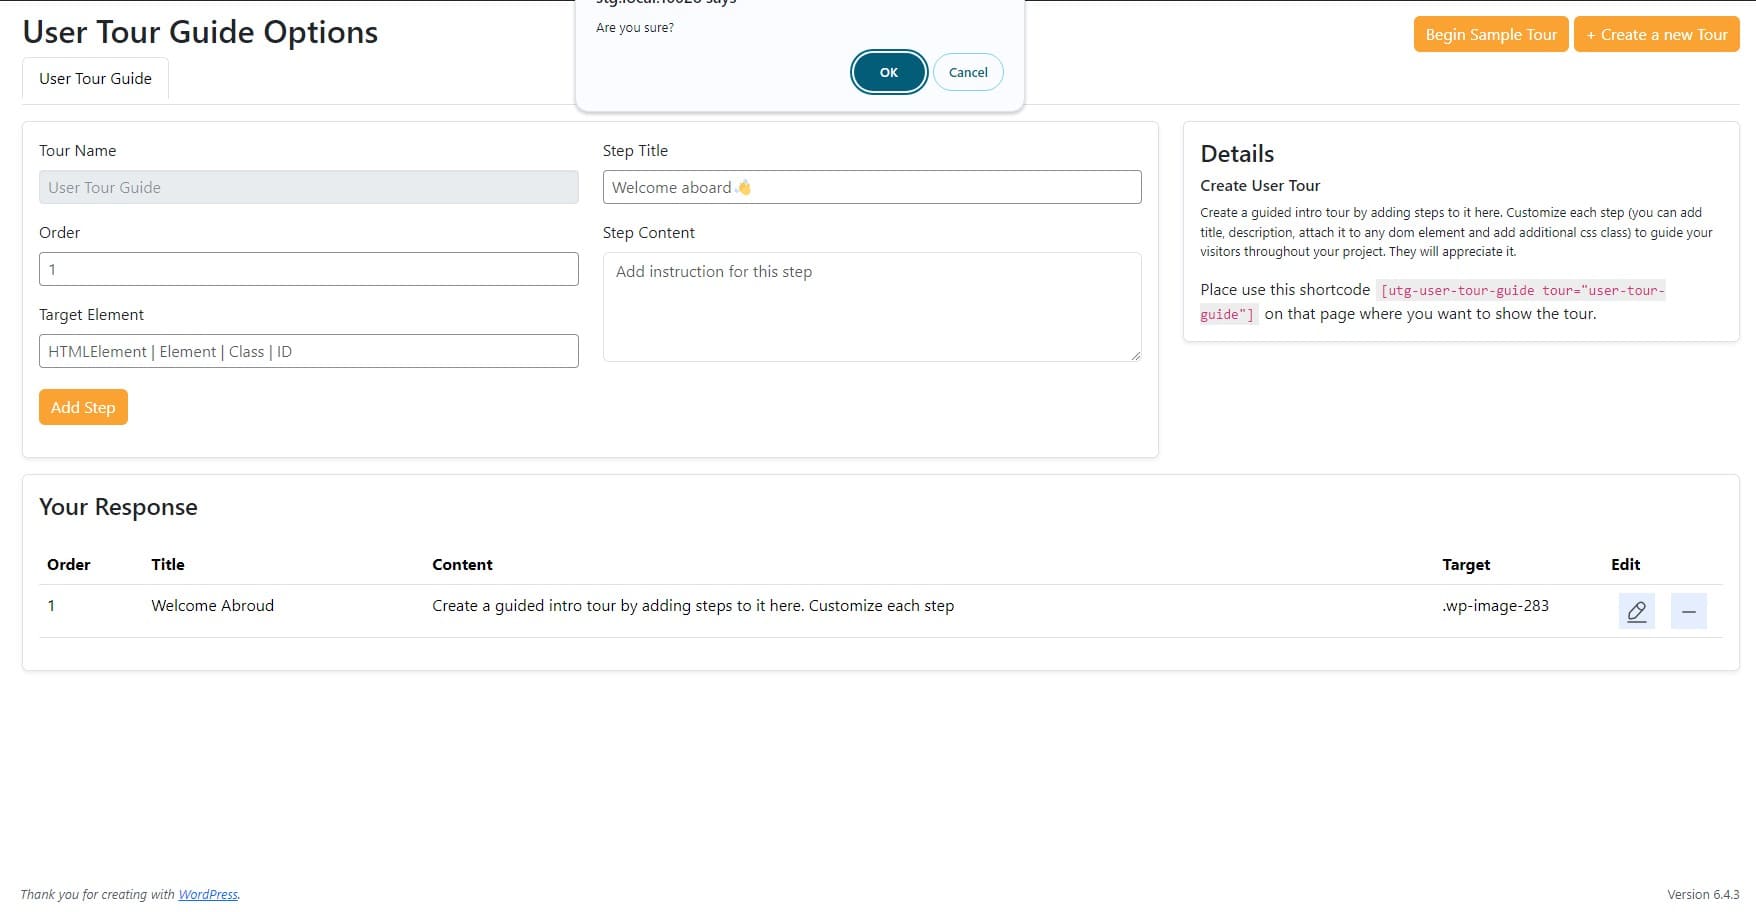 User Tour Guide Options
says
Are you sure?
OK
Cancel
Begin Sample Tour
+ Create a new Tour
User Tour Guide
Tour Name
User Tour Guide
Order
1
Target Element
HTMLElement | Element | Class | ID
Add Step
Step Title
Welcome aboard 👋
Step Content
Add instruction for this step
Details
Create User Tour
Create a guided intro tour by adding steps to it here. Customize each step (you can add
title, description, attach it to any dom element and add additional css class) to guide your
visitors throughout your project. They will appreciate it.
Place use this shortcode [utg-user-tour-guide tour="user-tour-
guide"] on that page where you want to show the tour.
Your Response
Order Title Content Target Edit
1 Welcome Abroud Create a guided intro tour by adding steps to it here. Customize each step .wp-image-283
Thank you for creating with WordPress.
Version 6.4.3